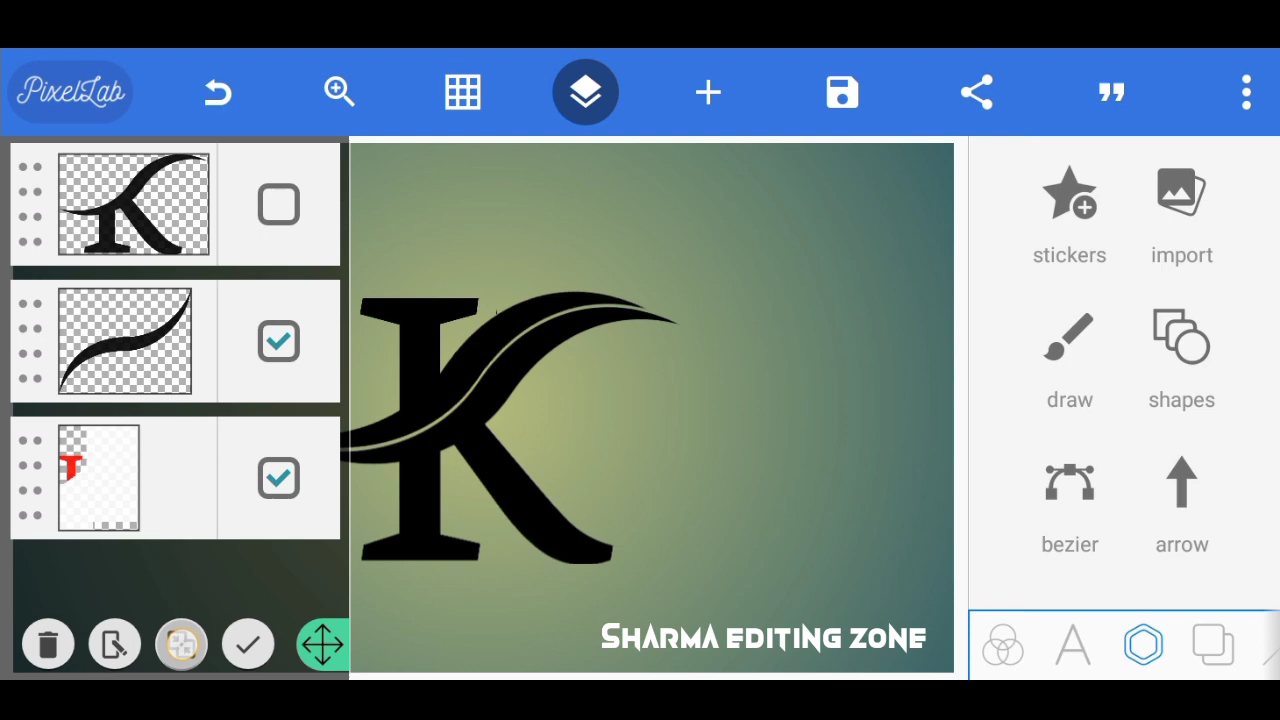 PixelLab
K
K
SHARMA EDITING ZONE
stickers
import
draw
shapes
bezier
arrow
A